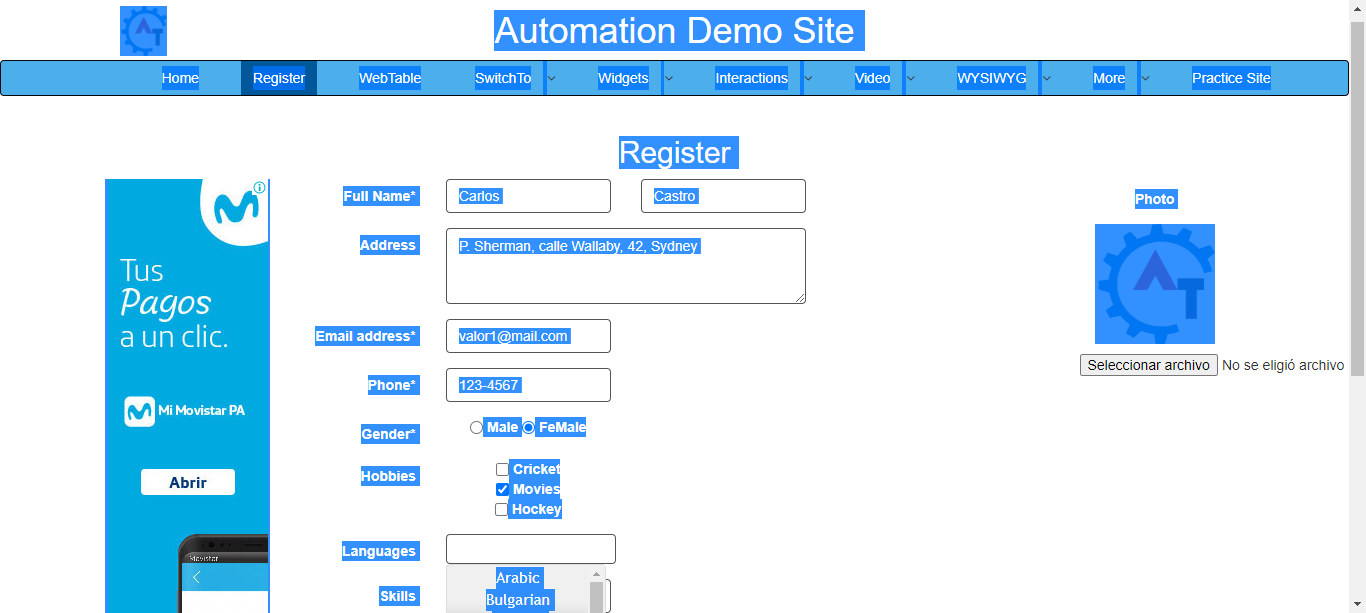 Automation Demo Site
Home Register WebTable SwitchTo Widgets Interactions Video WYSIWYG More Practice Site
Register
Full Name* Carlos Castro
Photo
Address P. Sherman, calle Wallaby, 42, Sydney
AT
Email address* valor1@mail.com
Seleccionar archivo No se eligió archivo
Phone* 123-4567
Gender* Male FeMale
Hobbies Cricket
Movies
Hockey
Languages
Arabic
Skills
Bulgarian
Tus
Pagos
a un clic.
Mi Movistar PA
Abrir
Movistar